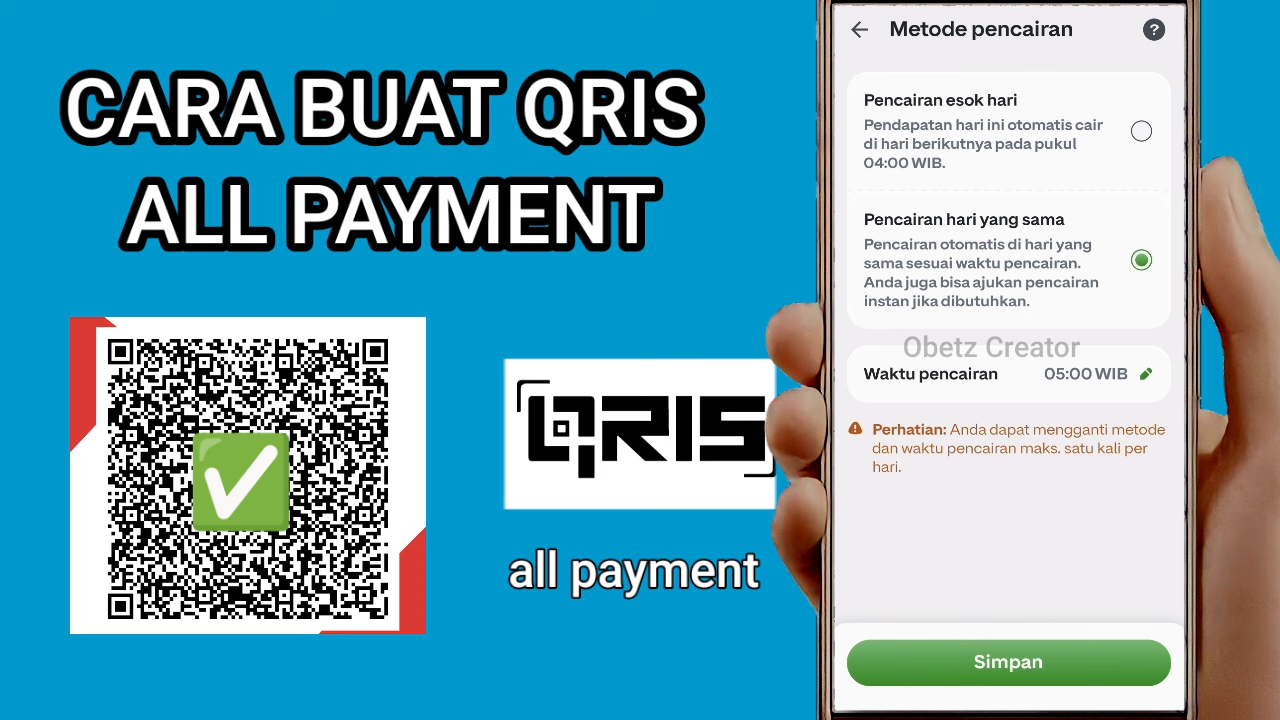 CARA BUAT QRIS
ALL PAYMENT
QRIS
all payment
Metode pencairan
?
Pencairan esok hari
Pendapatan hari ini otomatis cair
di hari berikutnya pada pukul
04:00 WIB.
Pencairan hari yang sama
Pencairan otomatis di hari yang
sama sesuai waktu pencairan.
Anda juga bisa ajukan pencairan
instan jika dibutuhkan.
Obetz Creator
Waktu pencairan 05:00 WIB
Perhatian: Anda dapat mengganti metode
dan waktu pencairan maks. satu kali per
hari.
Simpan